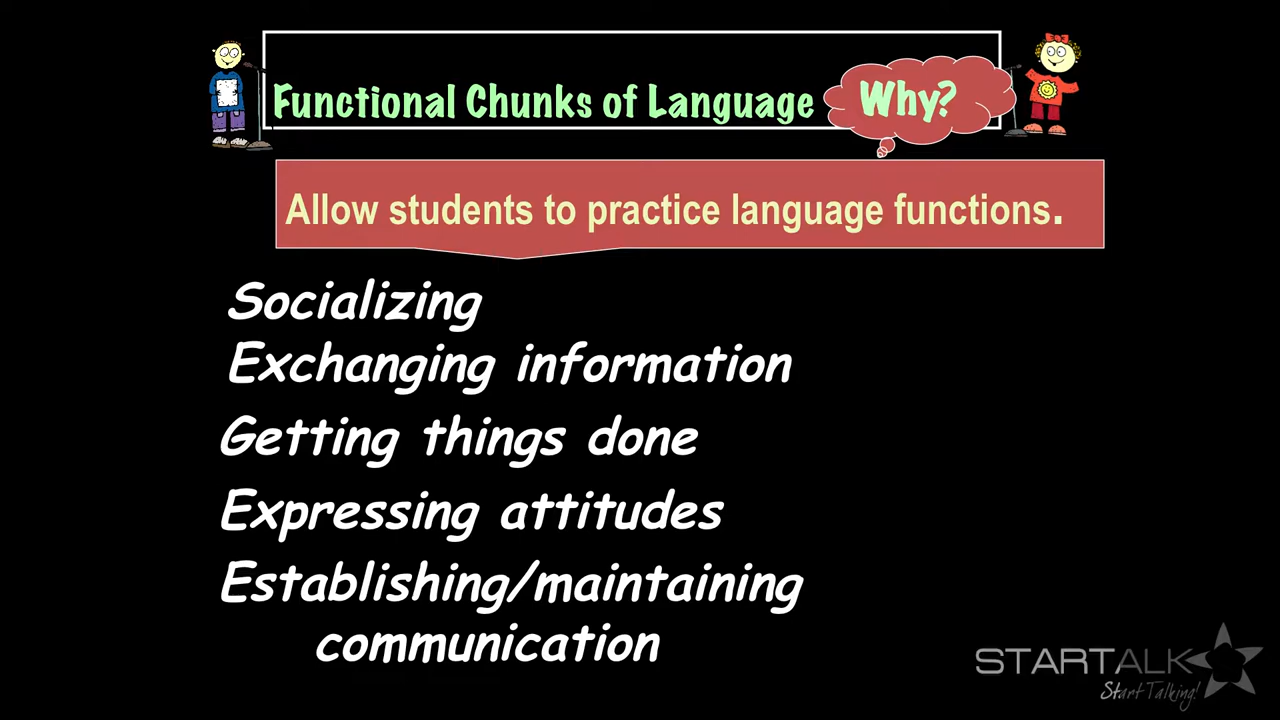 Functional Chunks of Language
Why?
Allow students to practice language functions.
Socializing
Exchanging information
Getting things done
Expressing attitudes
Establishing/maintaining
communication
STARTALK
Start Talking!